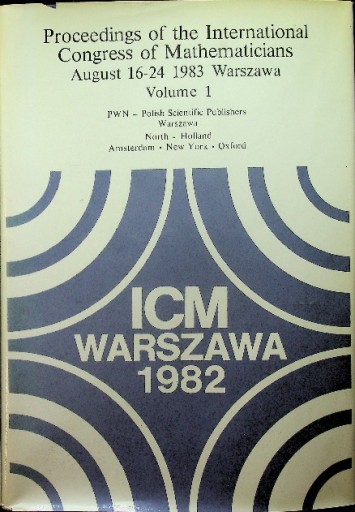 Proceedings of the International
Congress of Mathematicians
August 16-24 1983 Warszawa
Volume 1
PWN – Polish Scientific Publishers
Warszawa
North - Holland
Amsterdam • New York • Oxford
ICM
WARSZAWA
1982